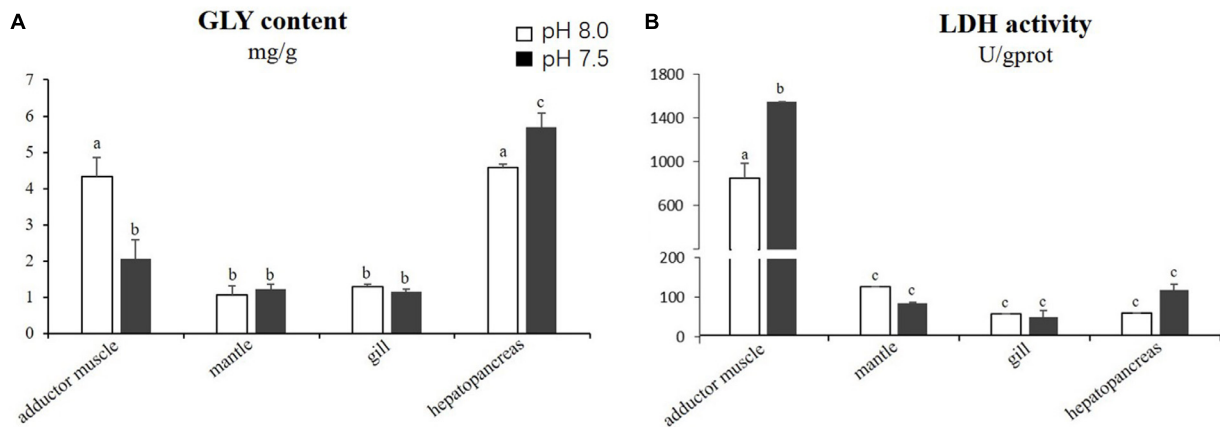 A
GLY content
mg/g
pH 8.0
pH 7.5
7
6
5
4
3
2
1
0
a
b
b
b
b
b
a
c
adductor muscle
mantle
gill
hepatopancreas
B
LDH activity
U/gprot
1800
1400
1000
600
200
100
0
a
b
c
c
c
c
c
c
adductor muscle
mantle
gill
hepatopancreas